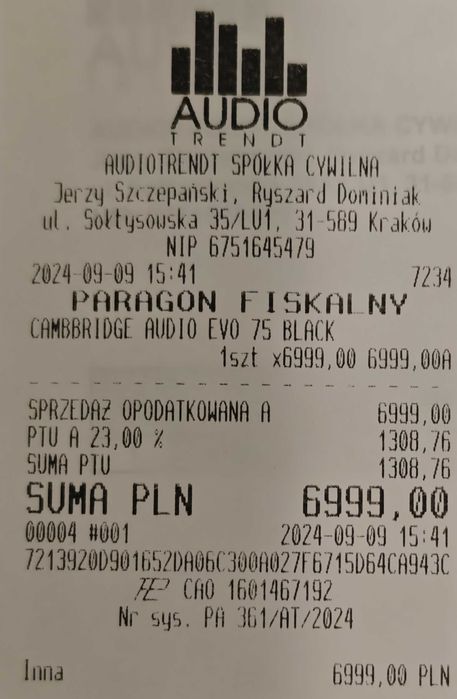 AUDIO
TRENDT
AUDIOTRENDT SPÓŁKA CYWILNA
Jerzy Szczepański, Ryszard Dominiak
ul. Sołtysowska 35/LU1, 31-589 Kraków
NIP 6751645479
2024-09-09 15:41 7234
PARAGON FISKALNY
CAMBBRIDGE AUDIO EVO 75 BLACK
1szt x6999,00 6999,00A
SPRZEDAŻ OPODATKOWANA A 6999,00
PTU A 23,00 % 1308,76
SUMA PTU 1308,76
SUMA PLN 6999,00
00004 #001 2024-09-09 15:41
7213920D901652DA06C300A027F6715D64CA943C
CAO 1601467192
Nr sys. PA 361/AT/2024
Inna 6999,00 PLN